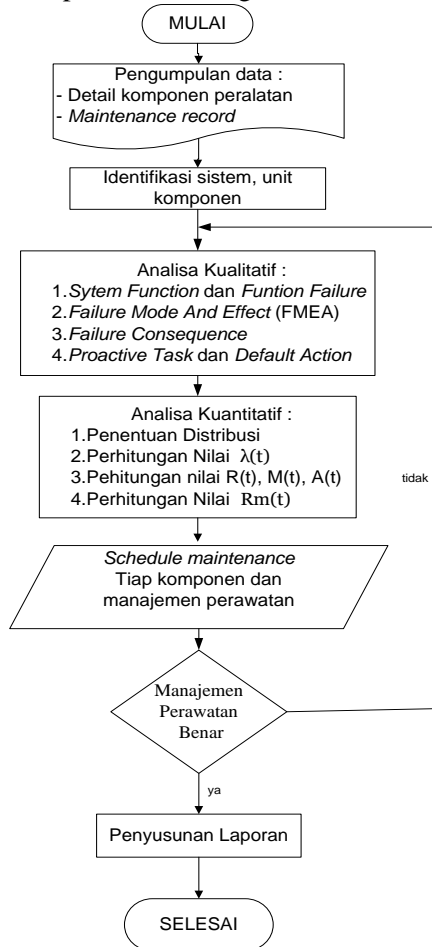 MULAI
Pengumpulan data :
- Detail komponen peralatan
- Maintenance record
Identifikasi sistem, unit
komponen
Analisa Kualitatif :
1.Sytem Function dan Funtion Failure
2.Failure Mode And Effect (FMEA)
3.Failure Consequence
4.Proactive Task dan Default Action
Analisa Kuantitatif :
1.Penentuan Distribusi
2.Perhitungan Nilai λ(t)
3.Pehitungan nilai R(t), M(t), A(t)
4.Perhitungan Nilai Rm(t)
tidak
Schedule maintenance
Tiap komponen dan
manajemen perawatan
Manajemen
Perawatan
Benar
ya
Penyusunan Laporan
SELESAI